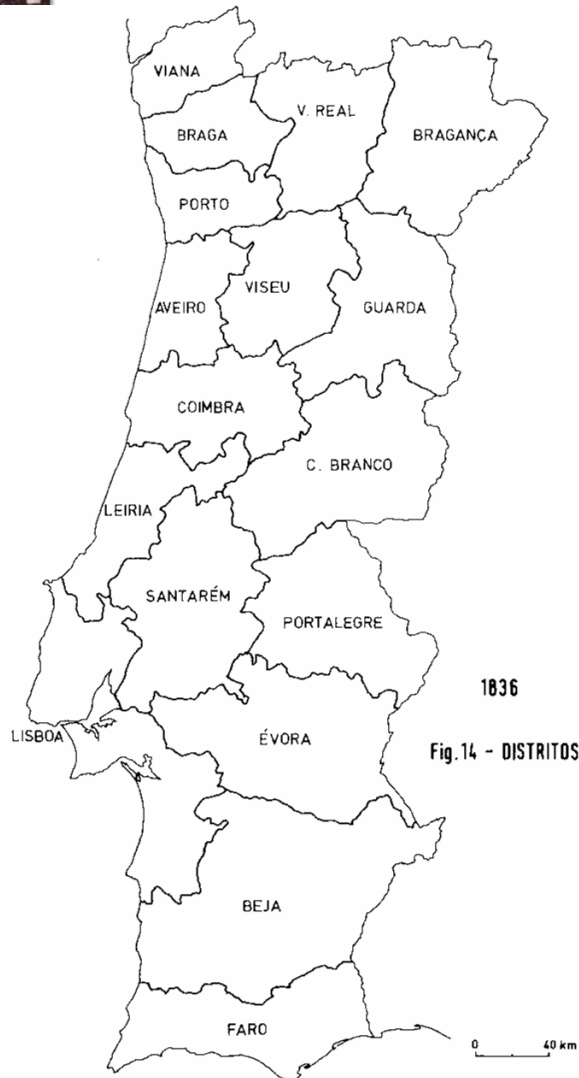 VIANA
V. REAL
BRAGA
BRAGANÇA
PORTO
VISEU
AVEIRO
GUARDA
COIMBRA
C. BRANCO
LEIRIA
SANTARÉM
PORTALEGRE
1836
LISBOA
ÉVORA
Fig.14 - DISTRITOS
BEJA
FARO
0 40 km